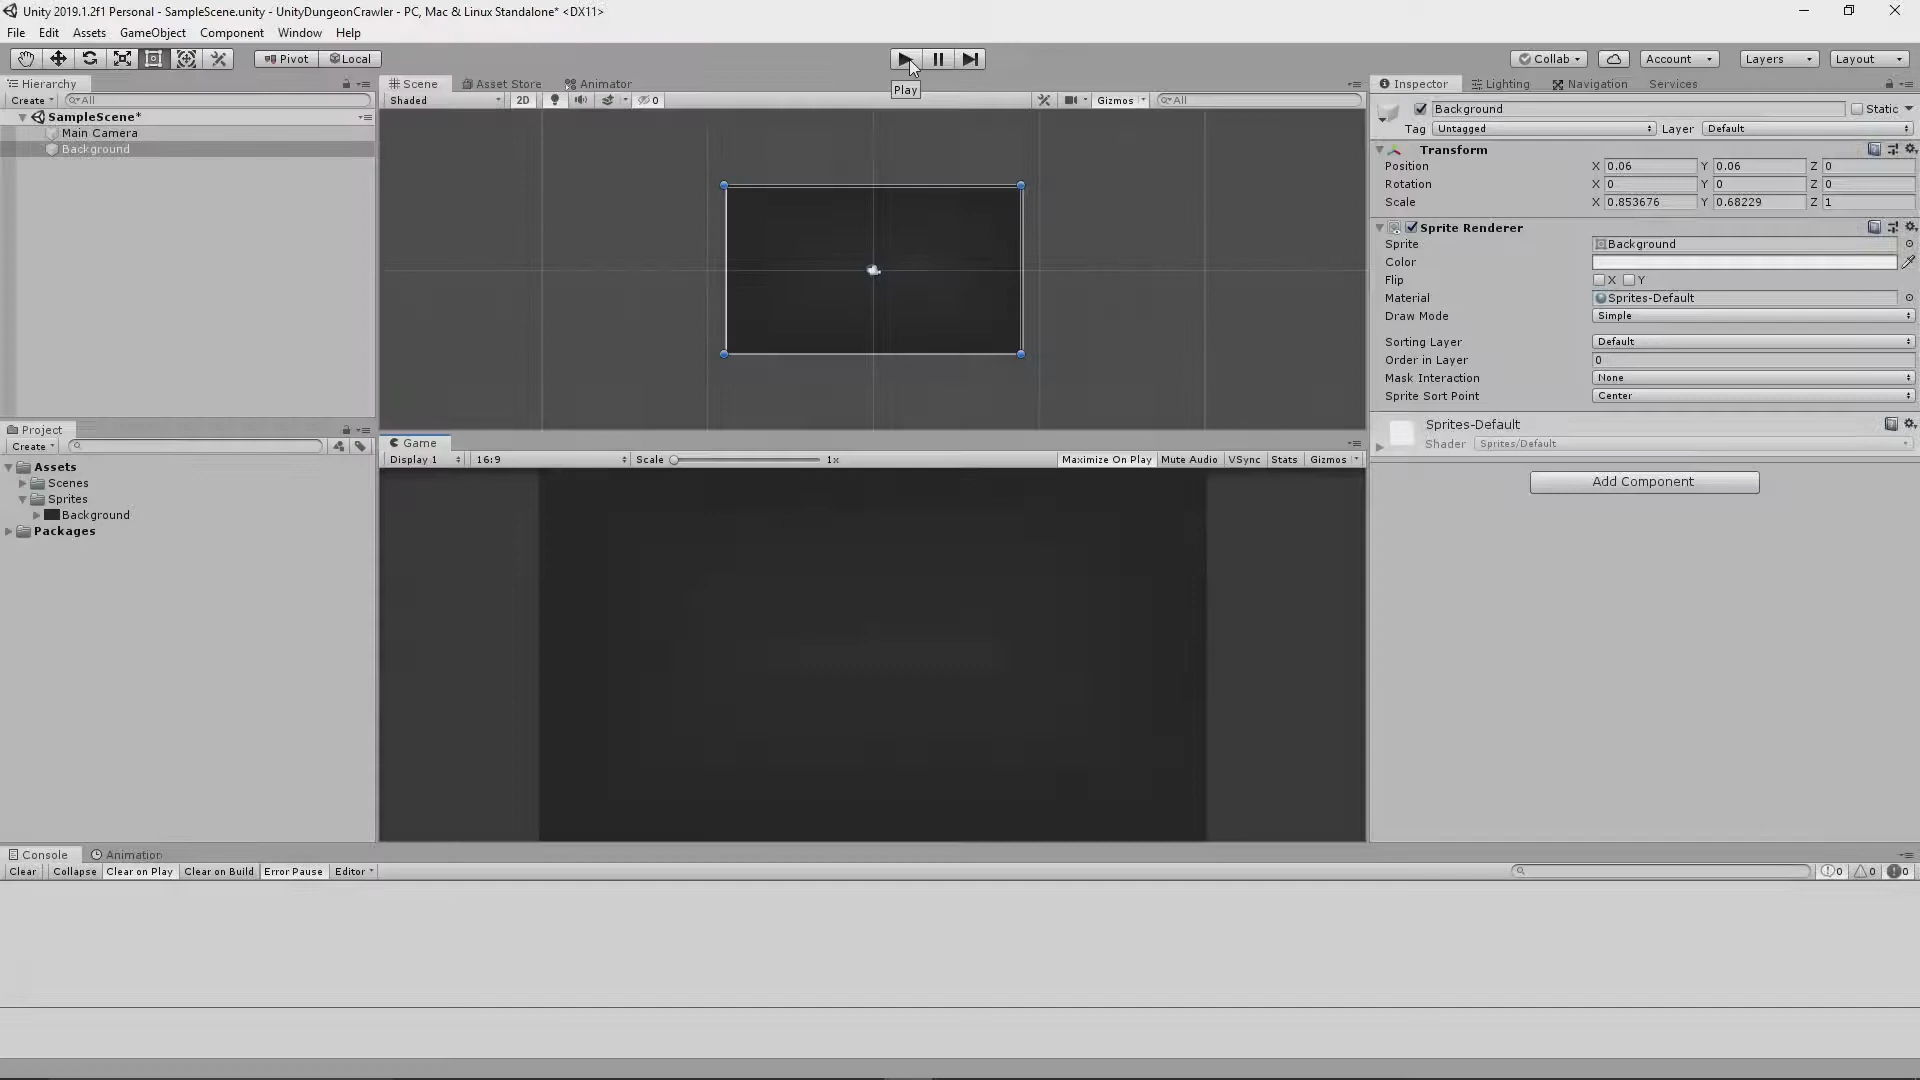 Unity 2019.1.2f1 Personal - SampleScene.unity - UnityDungeonCrawler - PC, Mac & Linux Standalone* <DX11>
File Edit Assets GameObject Component Window Help
Pivot Local Collab Account Layers Layout
Play
Hierarchy
Create All
SampleScene*
Main Camera
Background
Scene Asset Store Animator
Shaded 2D 0 Gizmos All
Inspector Lighting Navigation Services
Background Static
Tag Untagged Layer Default
Transform
Position X 0.06 Y 0.06 Z 0
Rotation X 0 Y 0 Z 0
Scale X 0.853676 Y 0.68229 Z 1
Sprite Renderer
Sprite Background
Color
Flip X Y
Material Sprites-Default
Draw Mode Simple
Sorting Layer Default
Order in Layer 0
Mask Interaction None
Sprite Sort Point Center
Sprites-Default
Shader Sprites/Default
Add Component
Project
Create
Assets
Scenes
Sprites
Background
Packages
Game
Display 1 16:9 Scale 1x Maximize On Play Mute Audio VSync Stats Gizmos
Console Animation
Clear Collapse Clear on Play Clear on Build Error Pause Editor 0 0 0